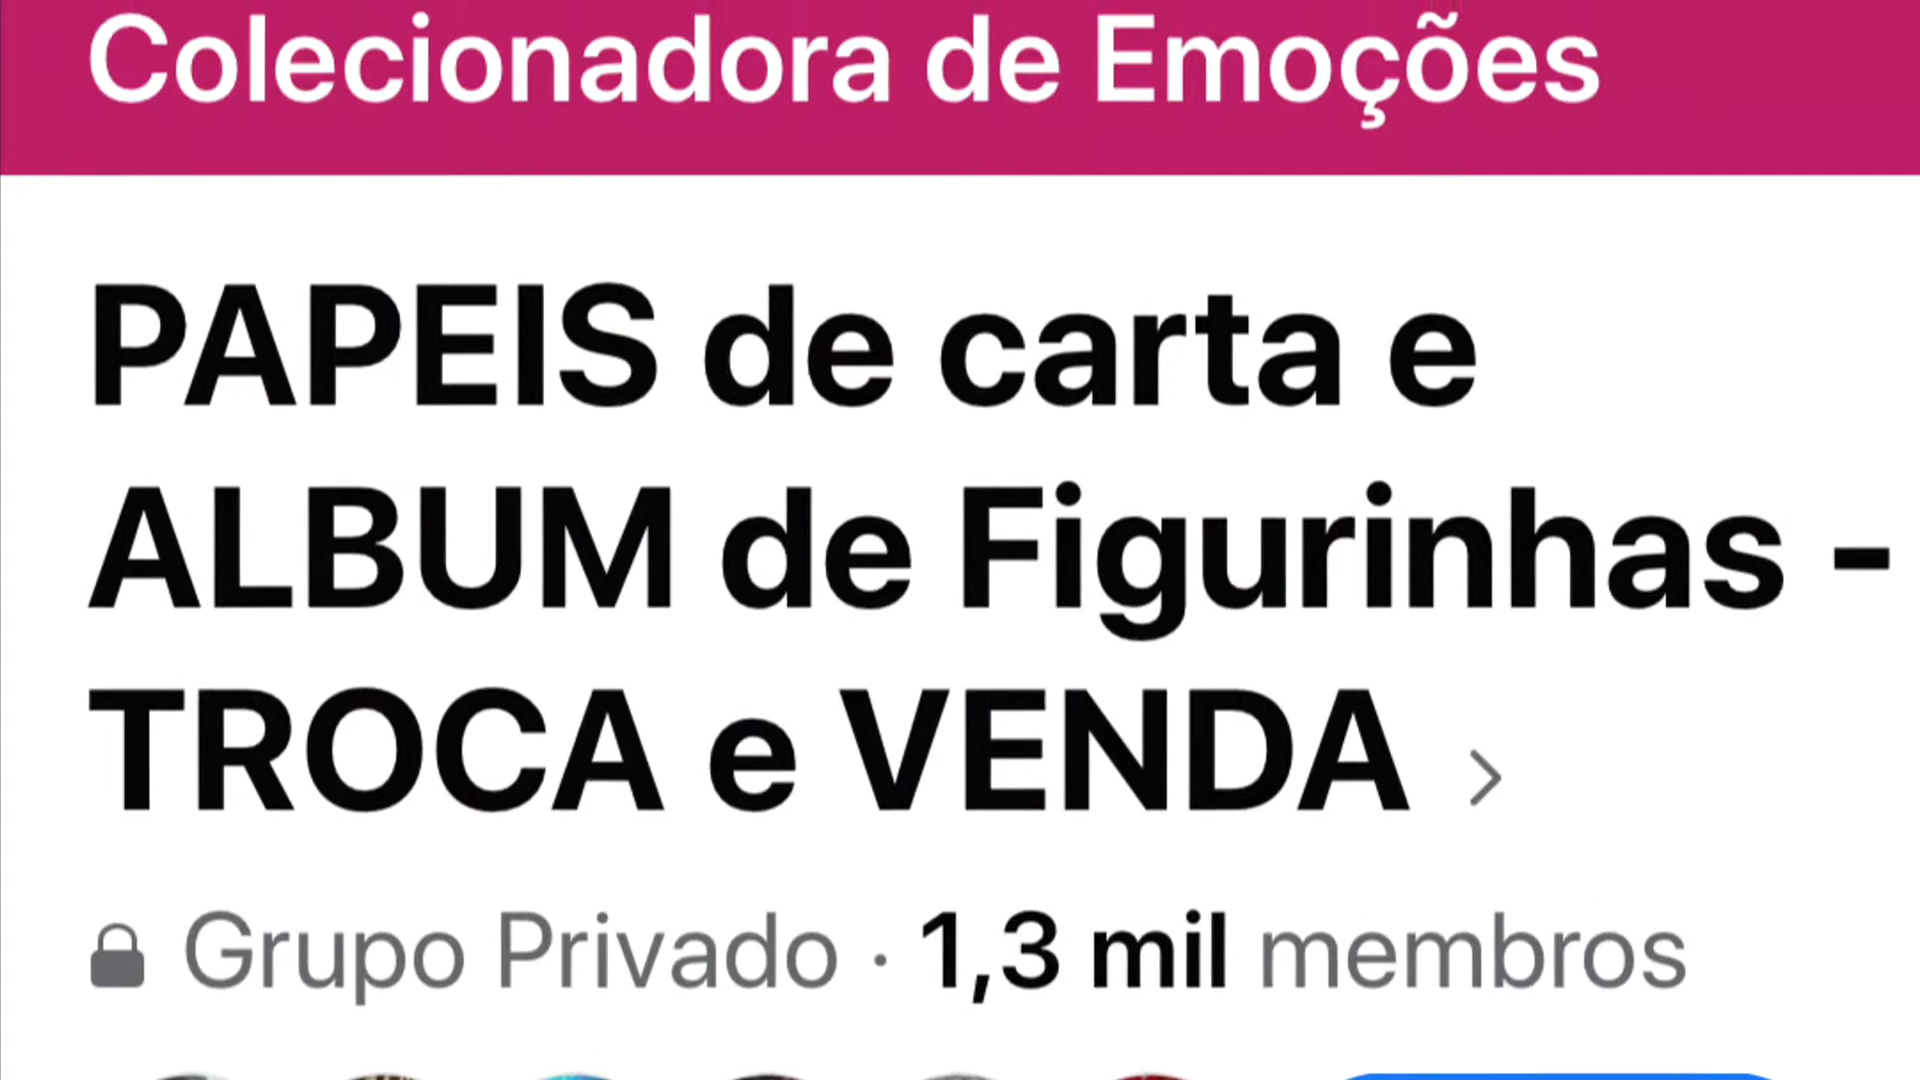 Colecionadora de Emoções
PAPEIS de carta e
ALBUM de Figurinhas -
TROCA e VENDA >
Grupo Privado · 1,3 mil membros